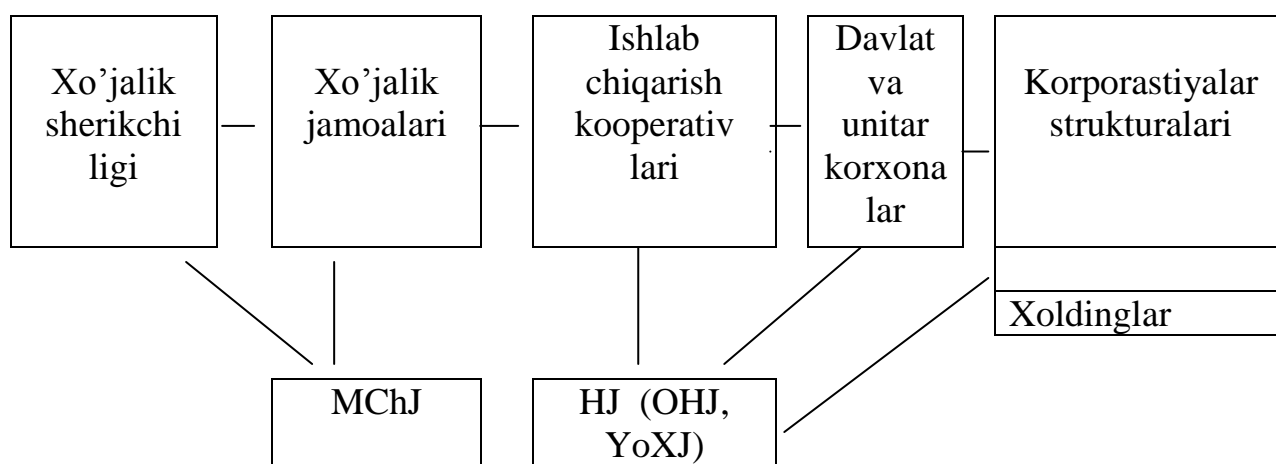 Xo’jalik
sherikchi
ligi
Xo’jalik
jamoalari
Ishlab
chiqarish
kooperativ
lari
Davlat
va
unitar
korxona
lar
Korporastiyalar
strukturalari
Xoldinglar
MChJ
HJ (OHJ,
YoXJ)